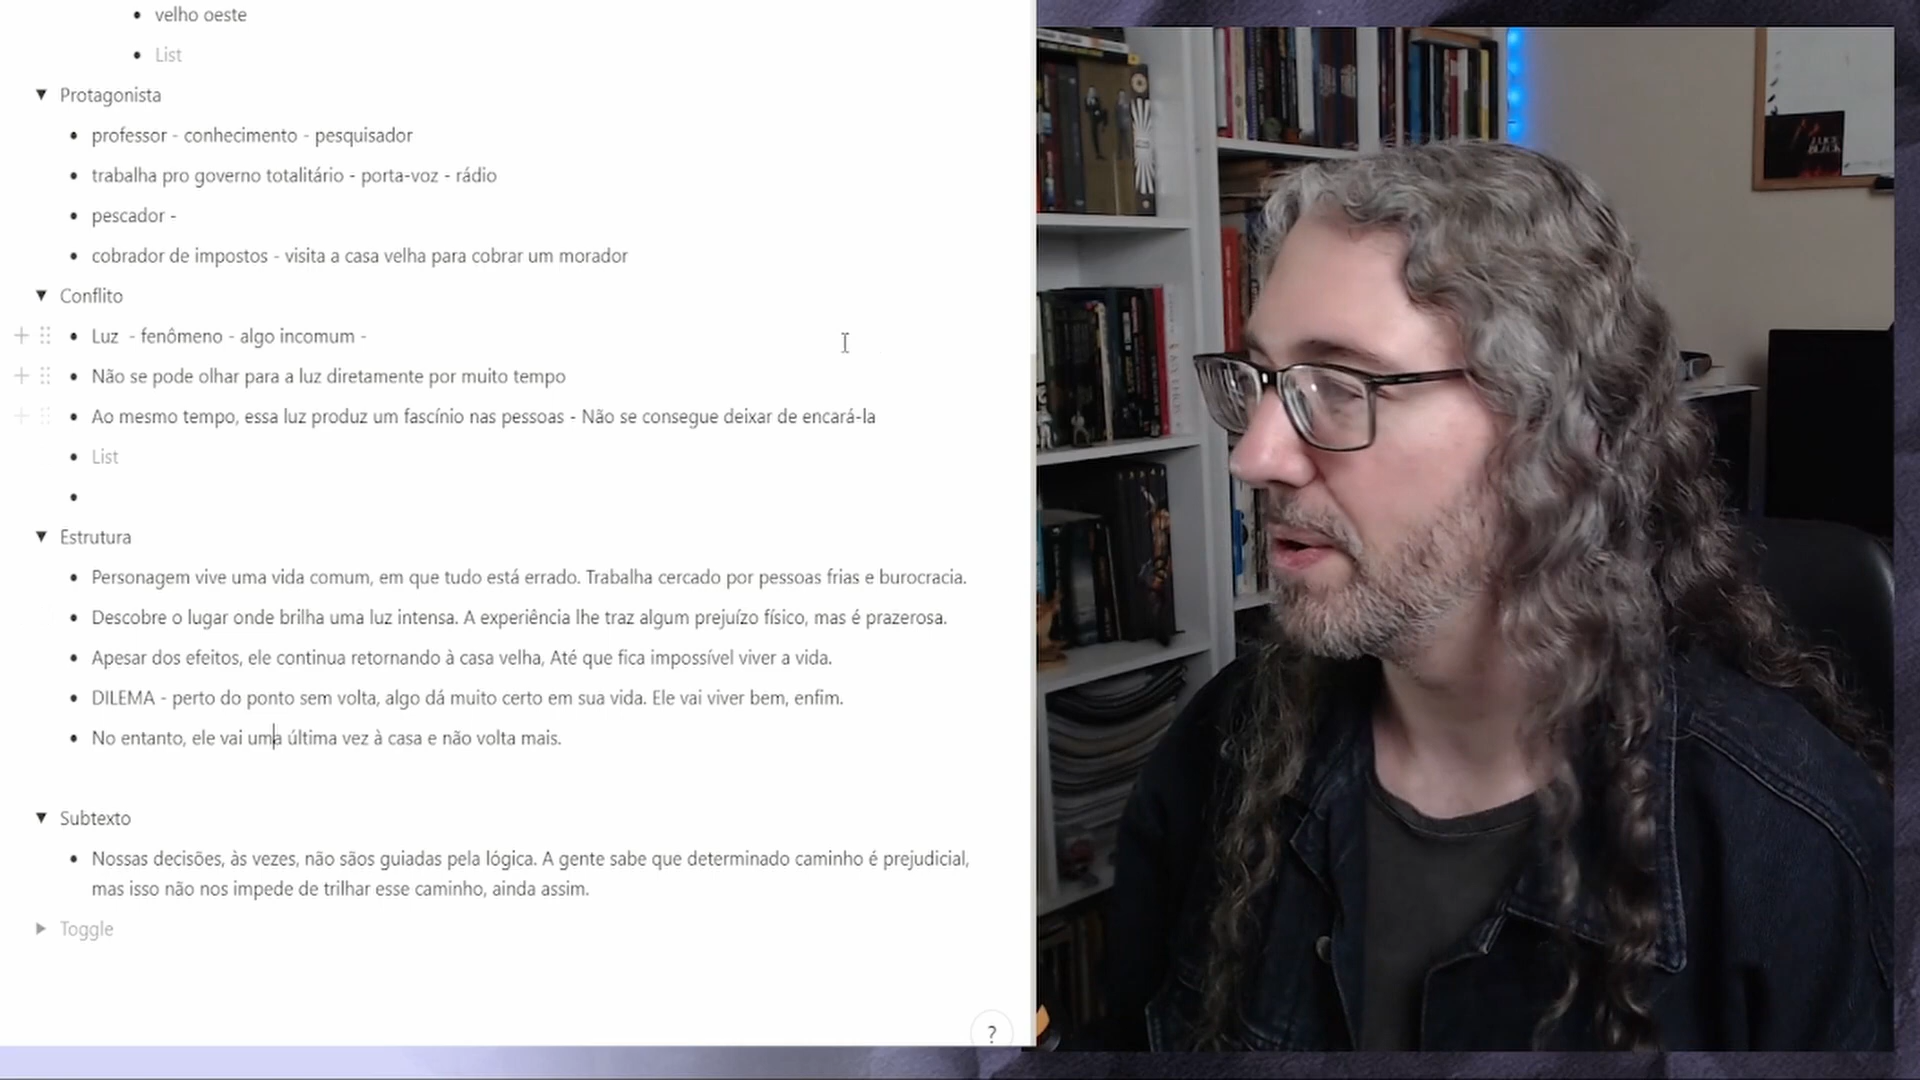 velho oeste
List
Protagonista
professor - conhecimento - pesquisador
trabalha pro governo totalitário - porta-voz - rádio
pescador -
cobrador de impostos - visita a casa velha para cobrar um morador
Conflito
Luz - fenômeno - algo incomum -
Não se pode olhar para a luz diretamente por muito tempo
Ao mesmo tempo, essa luz produz um fascínio nas pessoas - Não se consegue deixar de encará-la
List
Estrutura
Personagem vive uma vida comum, em que tudo está errado. Trabalha cercado por pessoas frias e burocracia.
Descobre o lugar onde brilha uma luz intensa. A experiência lhe traz algum prejuízo físico, mas é prazerosa.
Apesar dos efeitos, ele continua retornando à casa velha, Até que fica impossível viver a vida.
DILEMA - perto do ponto sem volta, algo dá muito certo em sua vida. Ele vai viver bem, enfim.
No entanto, ele vai uma última vez à casa e não volta mais.
Subtexto
Nossas decisões, às vezes, não sãos guiadas pela lógica. A gente sabe que determinado caminho é prejudicial,
mas isso não nos impede de trilhar esse caminho, ainda assim.
Toggle
?